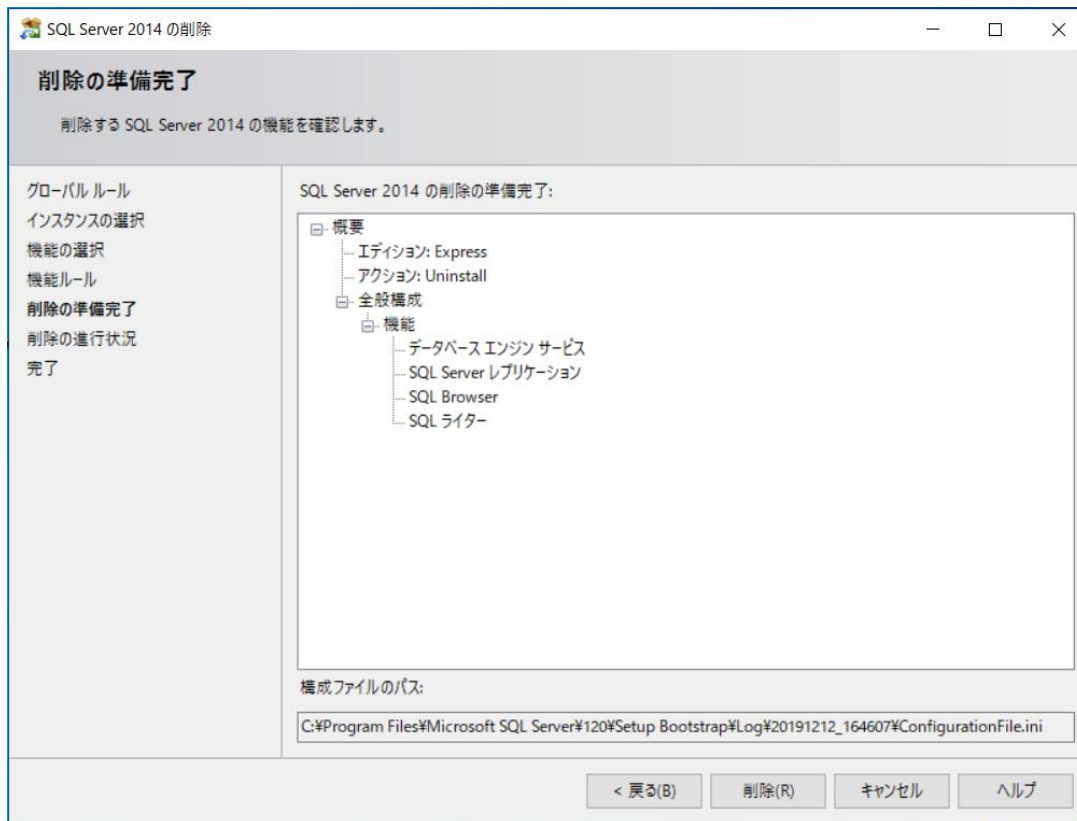 SQL Server 2014 の削除
削除の準備完了
削除する SQL Server 2014 の機能を確認します。
グローバル ルール
インスタンスの選択
機能の選択
機能ルール
削除の準備完了
削除の進行状況
完了
SQL Server 2014 の削除の準備完了:
概要
エディション: Express
アクション: Uninstall
全般構成
機能
データベース エンジン サービス
SQL Server レプリケーション
SQL Browser
SQL ライター
構成ファイルのパス:
C:¥Program Files¥Microsoft SQL Server¥120¥Setup Bootstrap¥Log¥20191212_164607¥ConfigurationFile.ini
< 戻る(B) 削除(R) キャンセル ヘルプ